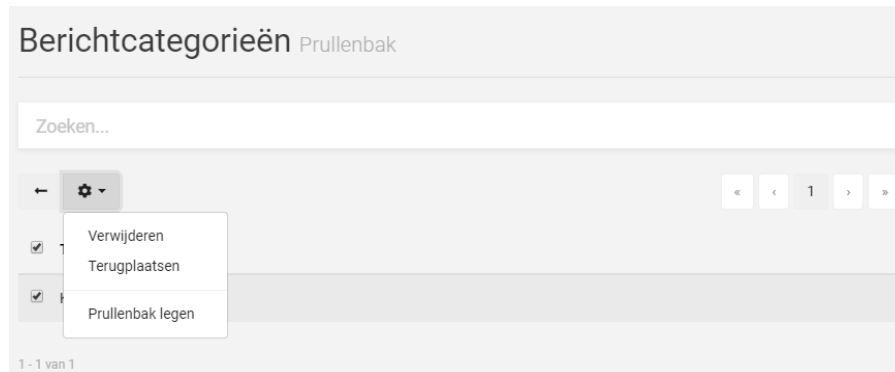 Berichtcategorieën Prullenbak
Zoeken...
« ‹ 1 › »
Verwijderen
Terugplaatsen
Prullenbak legen
1 - 1 van 1